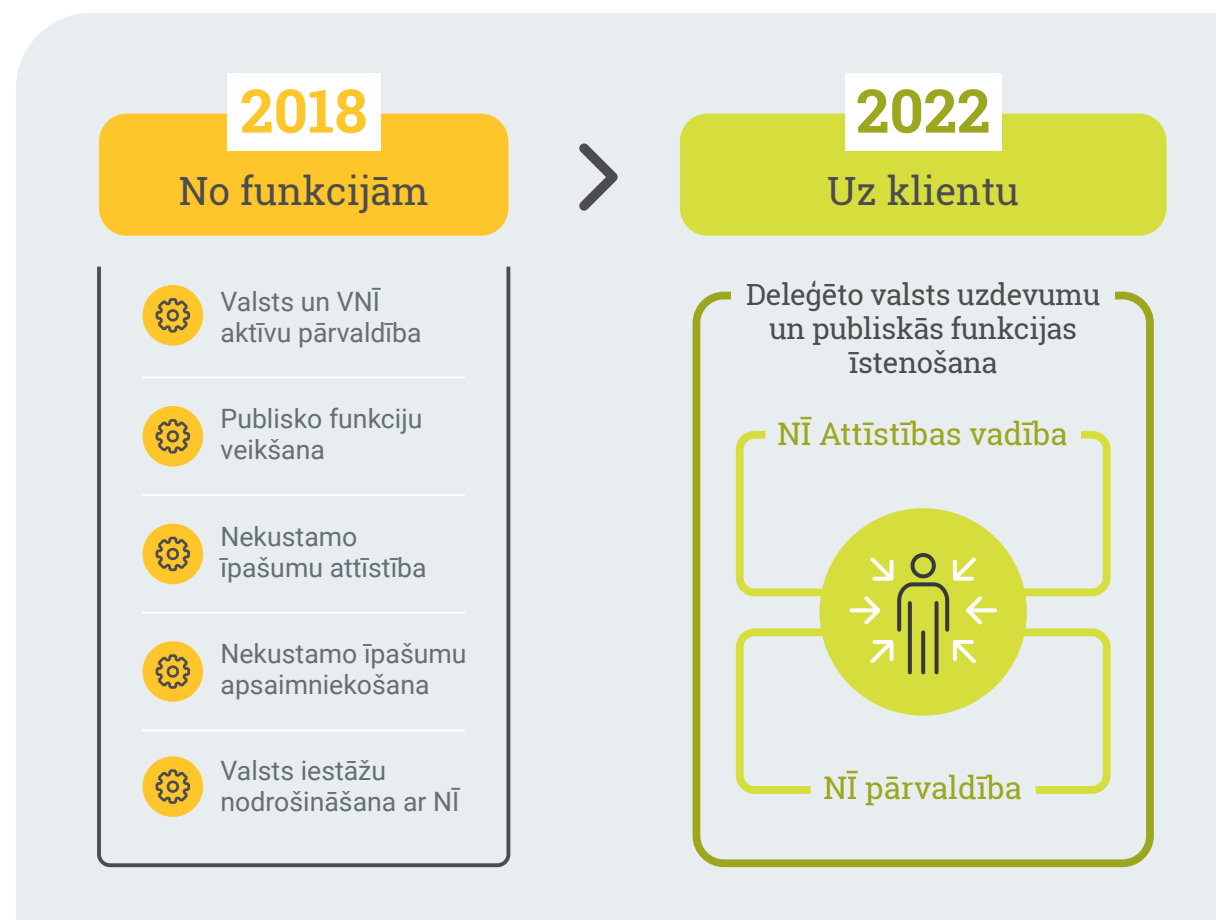 2018
No funkcijām
Valsts un VNĪ
aktīvu pārvaldība
Publisko funkciju
veikšana
Nekustamo
īpašumu attīstība
Nekustamo īpašumu
apsaimniekošana
Valsts iestāžu
nodrošināšana ar NĪ
2022
Uz klientu
Deleģēto valsts uzdevumu
un publiskās funkcijas
īstenošana
NĪ Attīstības vadība
NĪ pārvaldība